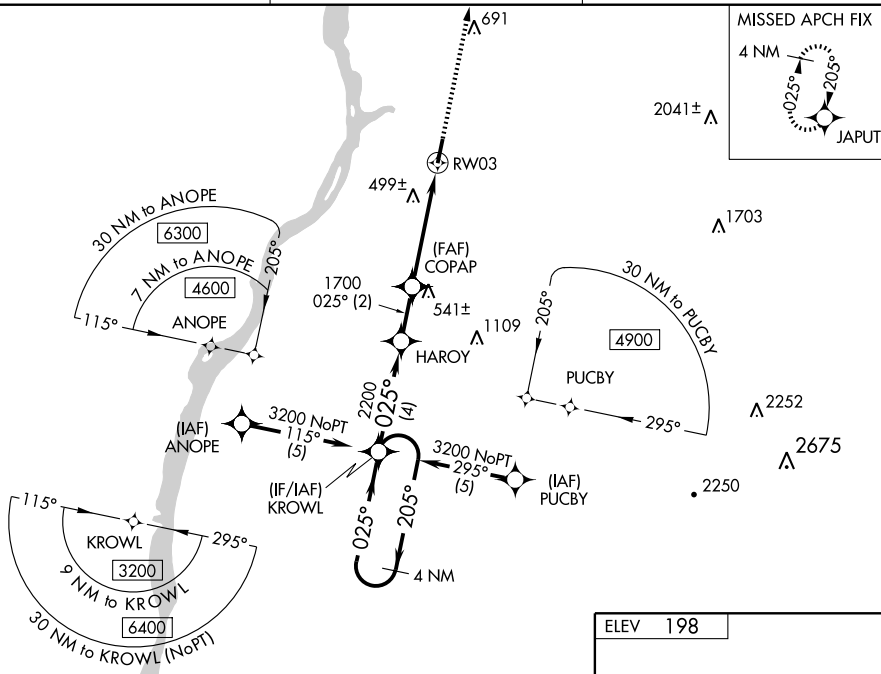 691
MISSED APCH FIX
4 NM
025°
205°
JAPUT
2041±
RW03
499±
1703
30 NM to ANOPE
6300
7 NM to ANOPE
4600
205°
115°
ANOPE
(FAF)
COPAP
1700
025° (2)
541±
HAROY
1109
30 NM to PUCBY
205°
4900
PUCBY
295°
2252
2675
2250
2200
025°
(4)
(IAF)
ANOPE
3200 NoPT
115°
(5)
3200 NoPT
295°
(5)
(IAF)
PUCBY
(IF/IAF)
KROWL
025°
205°
4 NM
115°
KROWL
295°
3200
9 NM to KROWL
6400
30 NM to KROWL (NoPT)
ELEV 198